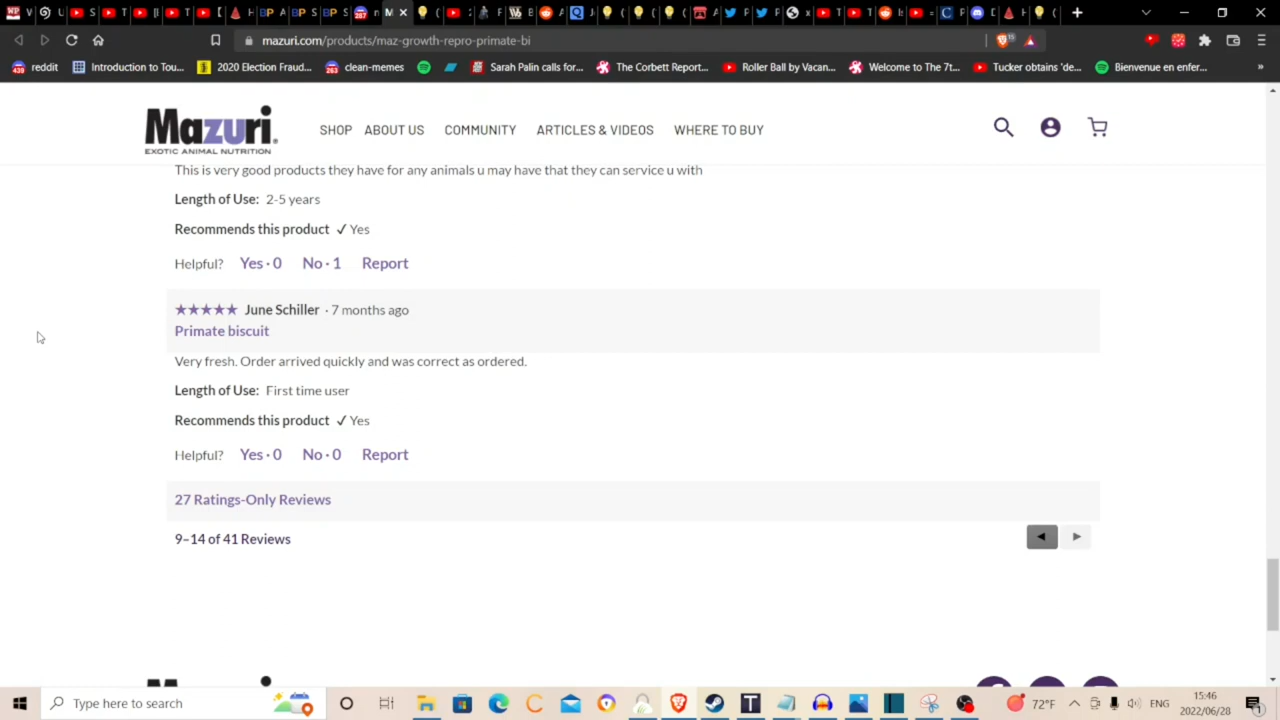 mazuri.com/products/maz-growth-repro-primate-bi
15
439 reddit
Introduction to Tou...
2020 Election Fraud...
263 clean-memes
Sarah Palin calls for...
The Corbett Report...
Roller Ball by Vacan...
Welcome to The 7t...
Tucker obtains 'de...
Bienvenue en enfer...
Mazuri
EXOTIC ANIMAL NUTRITION
SHOP ABOUT US COMMUNITY ARTICLES & VIDEOS WHERE TO BUY
This is very good products they have for any animals u may have that they can service u with
Length of Use: 2-5 years
Recommends this product ✓ Yes
Helpful? Yes · 0 No · 1 Report
★★★★★ June Schiller · 7 months ago
Primate biscuit
Very fresh. Order arrived quickly and was correct as ordered.
Length of Use: First time user
Recommends this product ✓ Yes
Helpful? Yes · 0 No · 0 Report
27 Ratings-Only Reviews
9–14 of 41 Reviews
Type here to search
72°F
ENG
15:46
2022/06/28